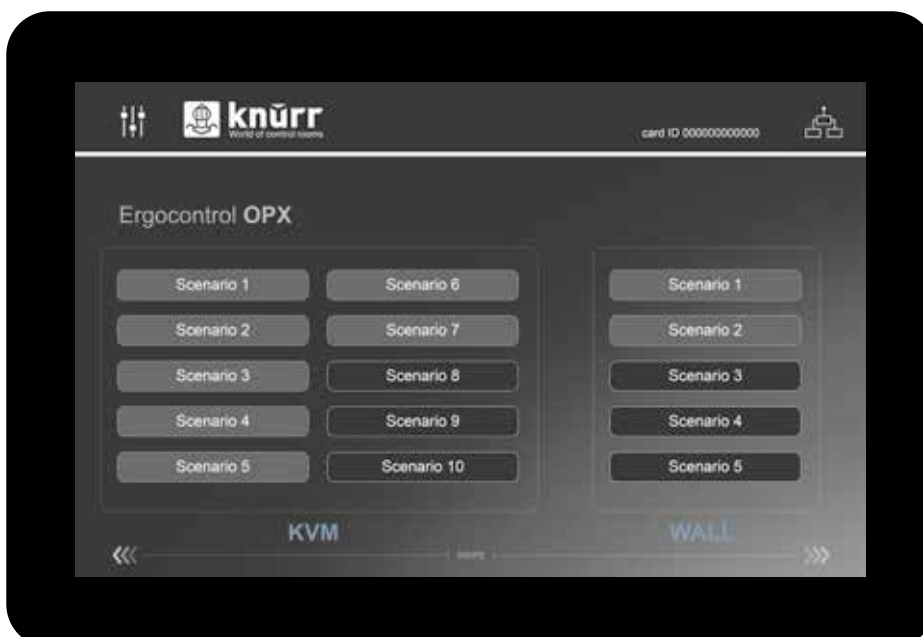 knürr
World of control rooms
card ID 000000000000
Ergocontrol OPX
Scenario 1
Scenario 2
Scenario 3
Scenario 4
Scenario 5
Scenario 6
Scenario 7
Scenario 8
Scenario 9
Scenario 10
KVM
Scenario 1
Scenario 2
Scenario 3
Scenario 4
Scenario 5
WALL